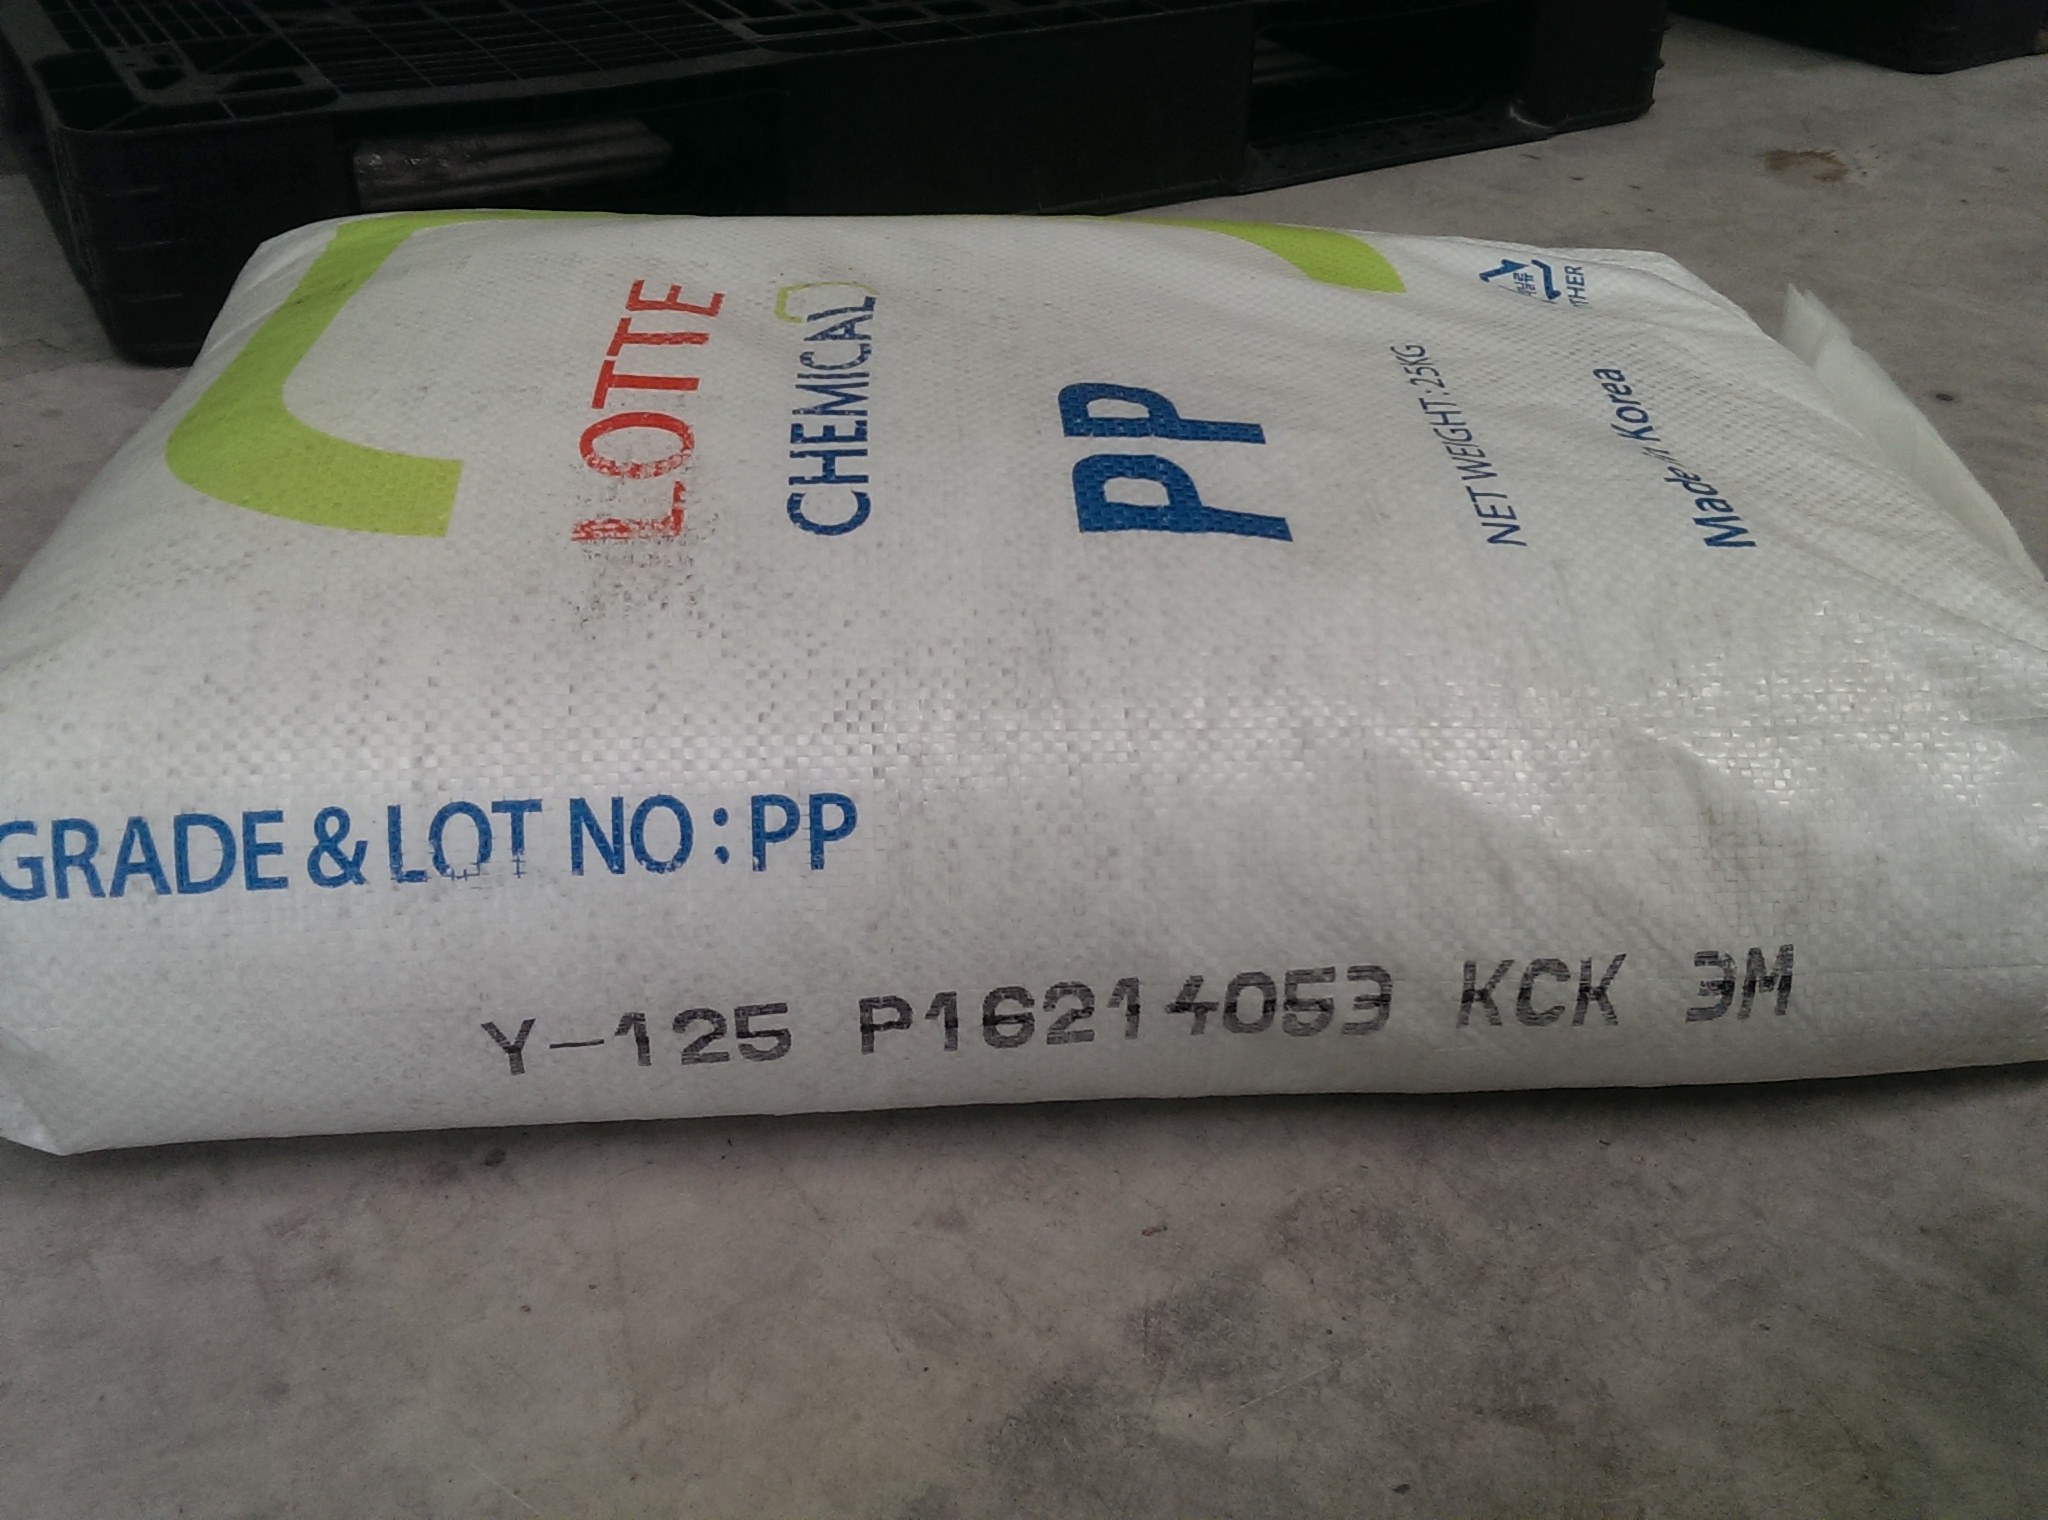 LOTTE
CHEMICAL
PP
NET WEIGHT:25KG
Made in Korea
GRADE & LOT NO:PP
Y-125 P16214053 KCK 3M